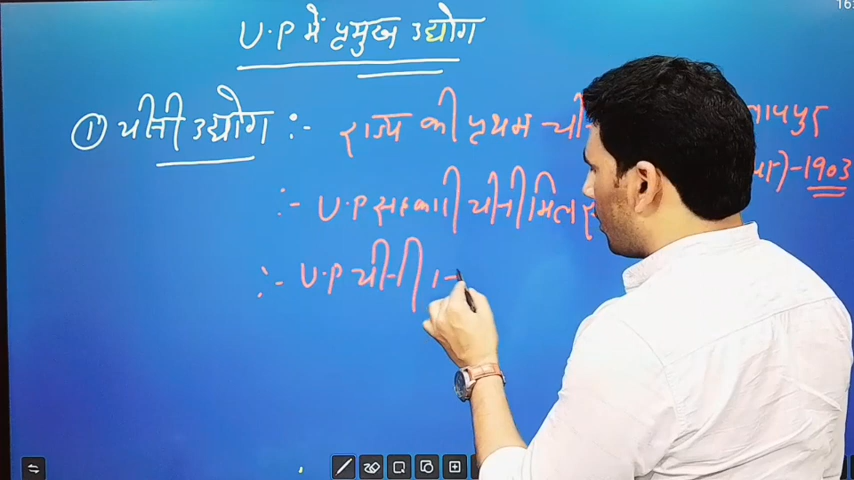 U.P में प्रमुख उद्योग
① चीनी उद्योग :- राज्य की प्रथम
- 1903
:- U.P सहकारी चीनी मिल
:- U.P चीनी